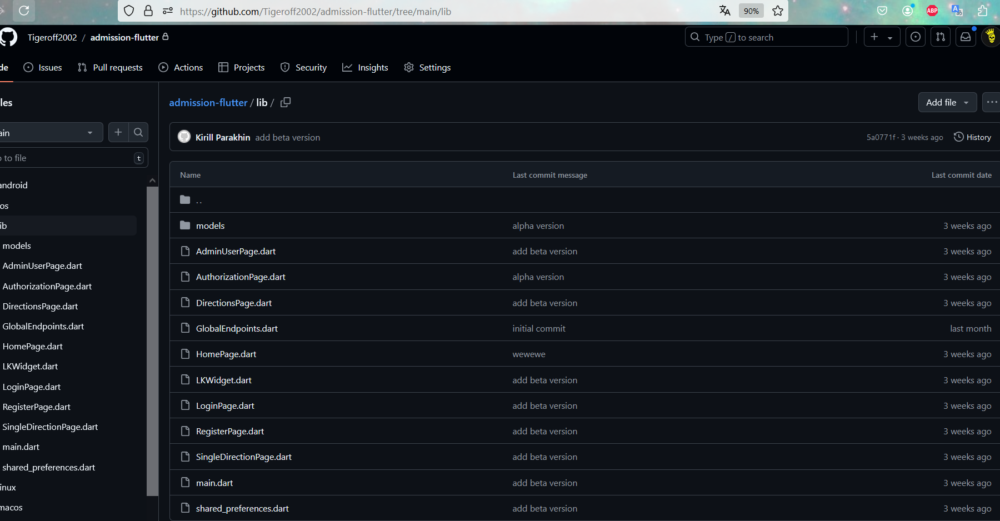 https://github.com/Tigeroff2002/admission-flutter/tree/main/lib
90%
ABP
Tigeroff2002 / admission-flutter
Type / to search
de
Issues
Pull requests
Actions
Projects
Security
Insights
Settings
les
ain
o to file
t
android
os
ib
models
AdminUserPage.dart
AuthorizationPage.dart
DirectionsPage.dart
GlobalEndpoints.dart
HomePage.dart
LKWidget.dart
LoginPage.dart
RegisterPage.dart
SingleDirectionPage.dart
main.dart
shared_preferences.dart
inux
macos
admission-flutter / lib /
Add file
Kirill Parakhin add beta version
5a0771f · 3 weeks ago
History
Name Last commit message Last commit date
..
models alpha version 3 weeks ago
AdminUserPage.dart add beta version 3 weeks ago
AuthorizationPage.dart alpha version 3 weeks ago
DirectionsPage.dart add beta version 3 weeks ago
GlobalEndpoints.dart initial commit last month
HomePage.dart wewewe 3 weeks ago
LKWidget.dart add beta version 3 weeks ago
LoginPage.dart add beta version 3 weeks ago
RegisterPage.dart add beta version 3 weeks ago
SingleDirectionPage.dart add beta version 3 weeks ago
main.dart add beta version 3 weeks ago
shared_preferences.dart add beta version 3 weeks ago